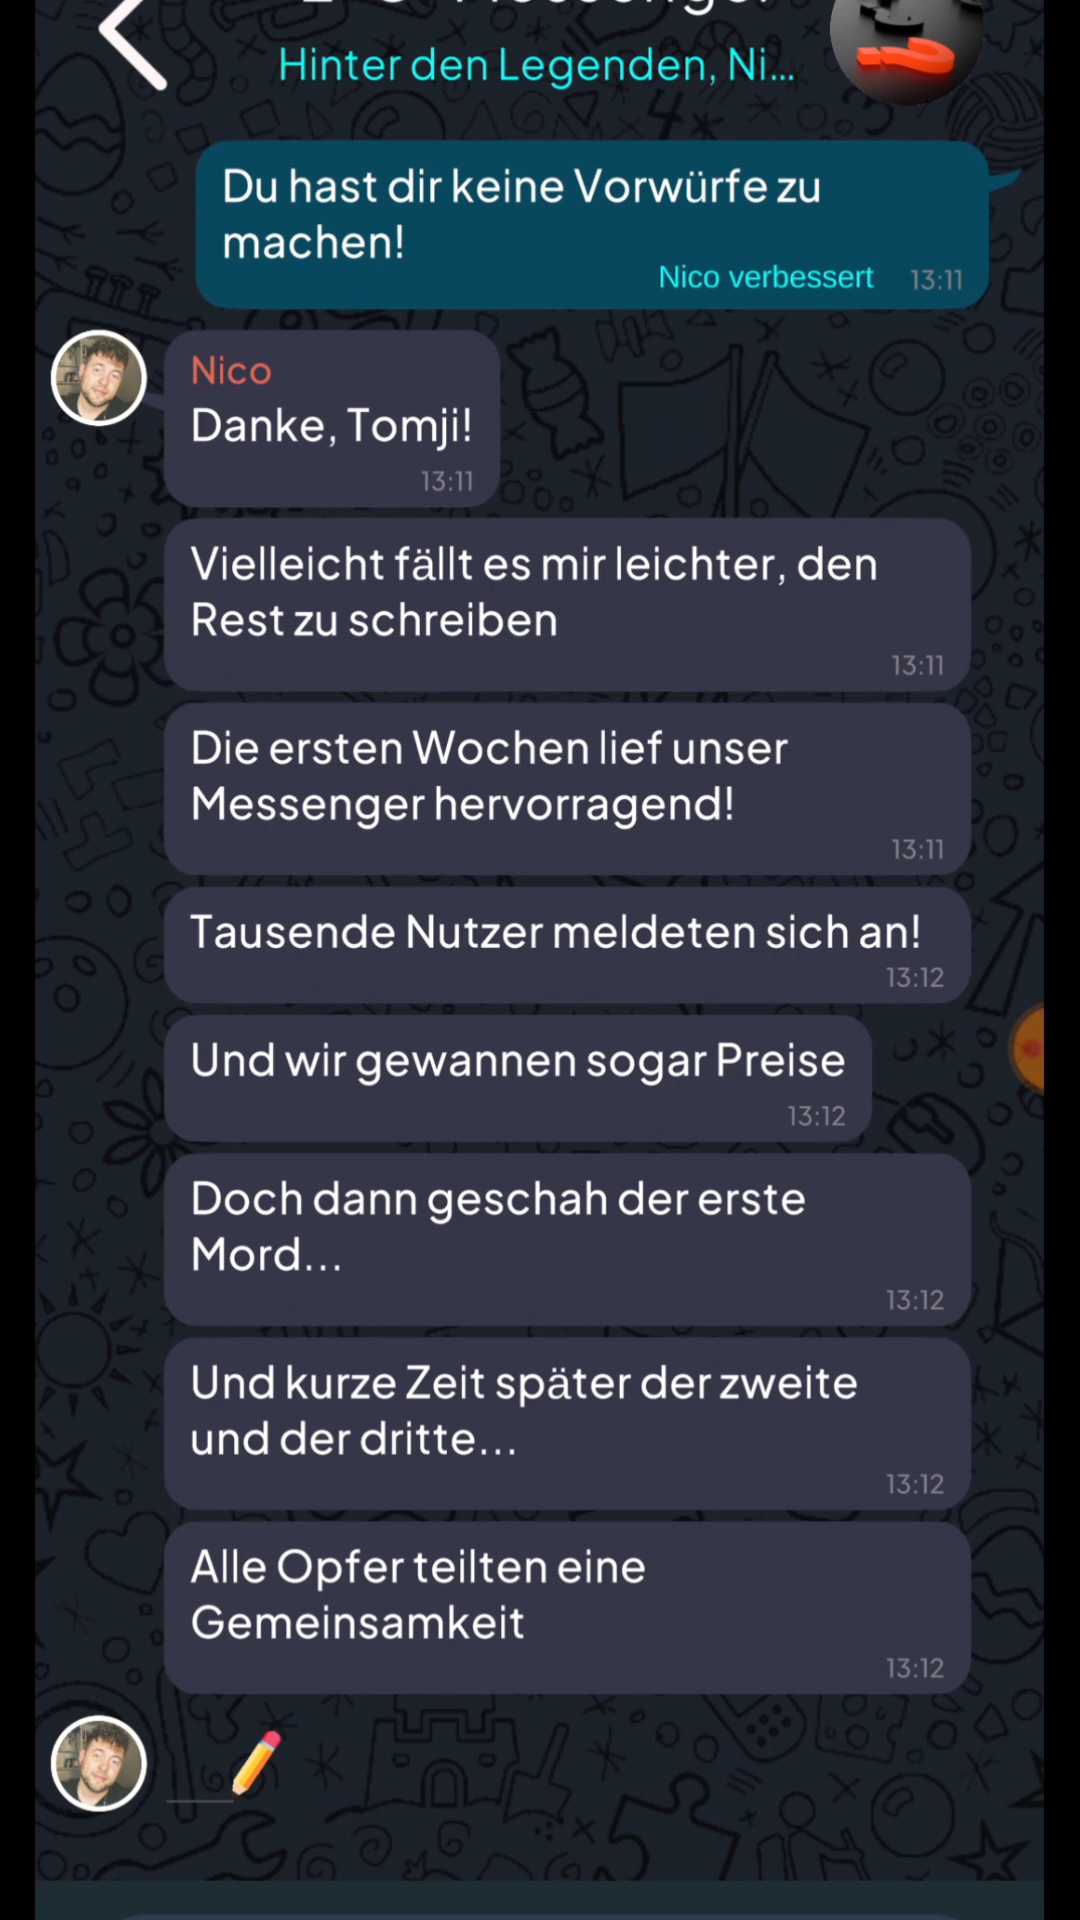 Hinter den Legenden, Ni...
Du hast dir keine Vorwürfe zu
machen!
Nico verbessert 13:11
Nico
Danke, Tomji!
13:11
Vielleicht fällt es mir leichter, den
Rest zu schreiben
13:11
Die ersten Wochen lief unser
Messenger hervorragend!
13:11
Tausende Nutzer meldeten sich an!
13:12
Und wir gewannen sogar Preise
13:12
Doch dann geschah der erste
Mord...
13:12
Und kurze Zeit später der zweite
und der dritte...
13:12
Alle Opfer teilten eine
Gemeinsamkeit
13:12